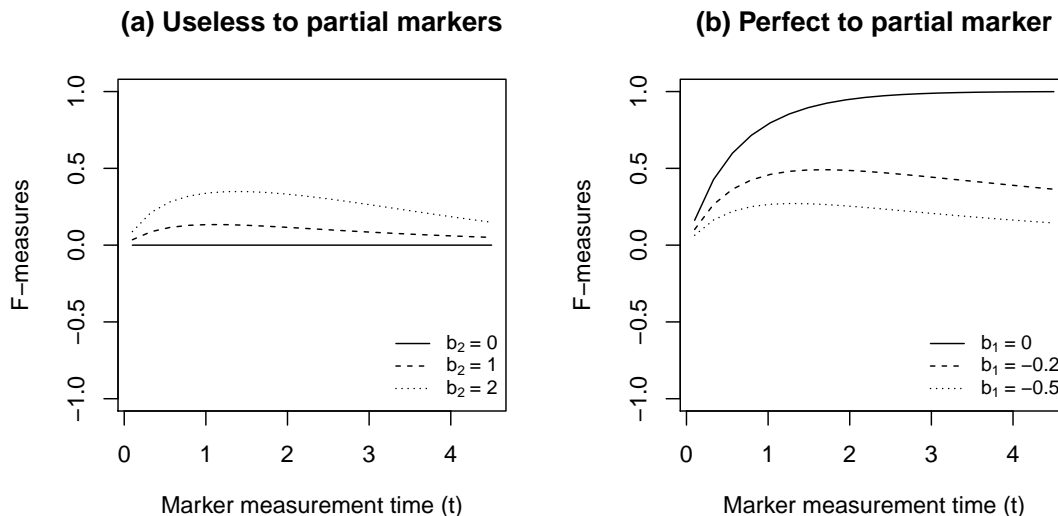 (a) Useless to partial markers
F−measures
1.0
0.5
0.0
−0.5
−1.0
b₂ = 0
b₂ = 1
b₂ = 2
0 1 2 3 4
Marker measurement time (t)
(b) Perfect to partial marker
F−measures
1.0
0.5
0.0
−0.5
−1.0
b₁ = 0
b₁ = −0.2
b₁ = −0.5
0 1 2 3 4
Marker measurement time (t)